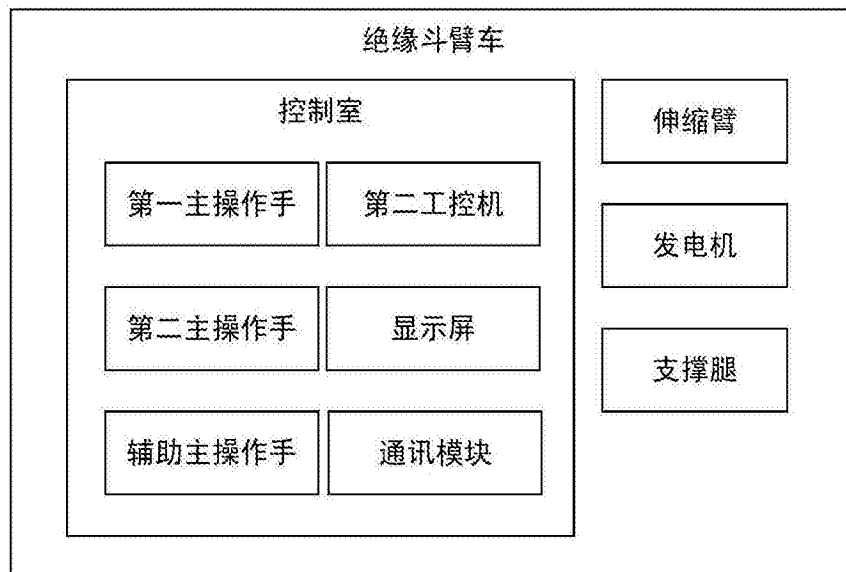 绝缘斗臂车
控制室
伸缩臂
第一主操作手
第二工控机
发电机
第二主操作手
显示屏
支撑腿
辅助主操作手
通讯模块